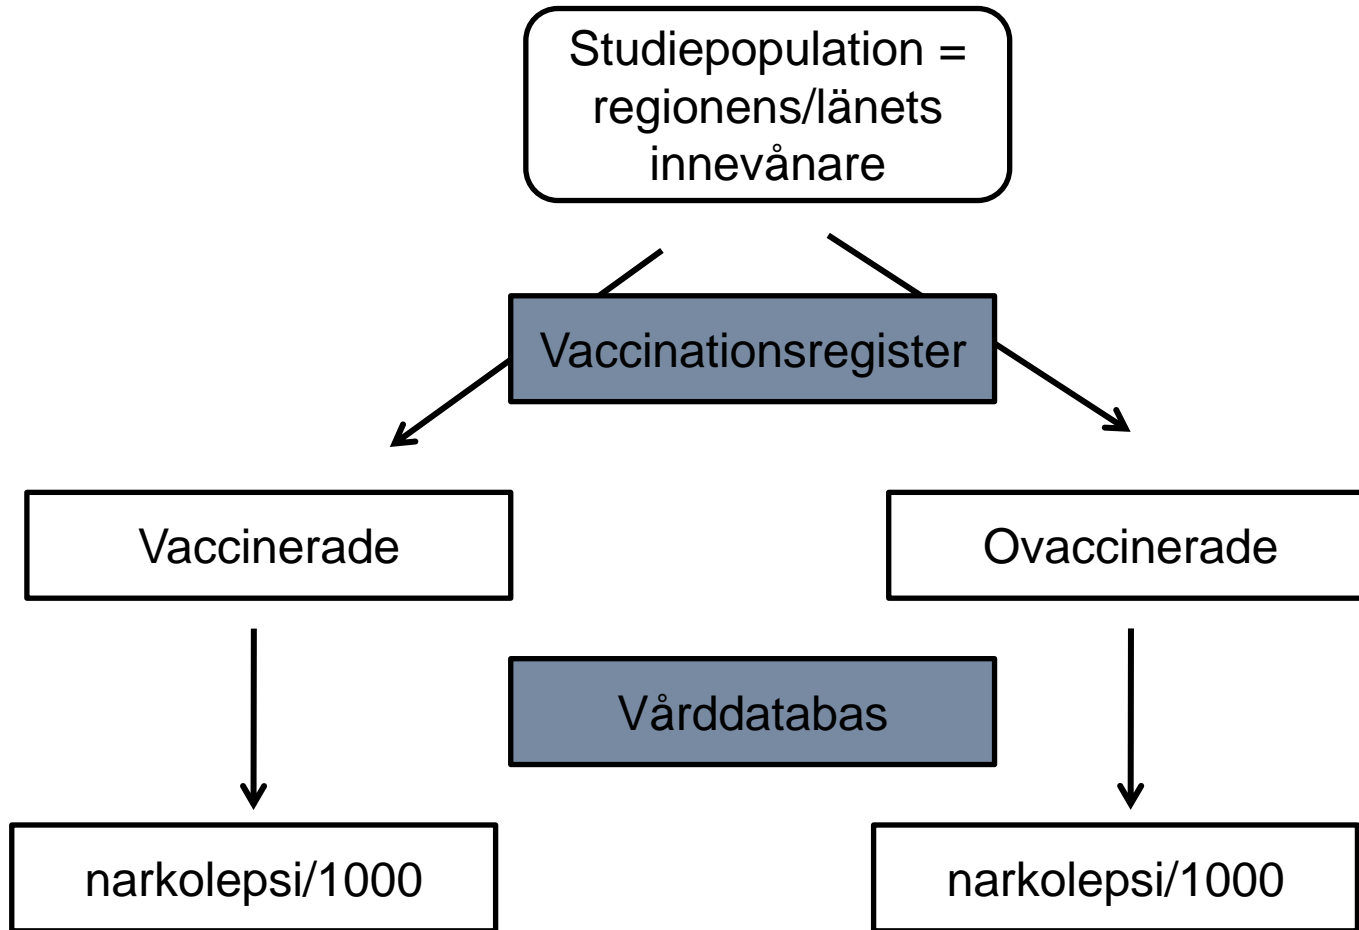 Studiepopulation =
regionens/länets
innevånare
Vaccinationsregister
Vaccinerade
Ovaccinerade
Vårddatabas
narkolepsi/1000
narkolepsi/1000